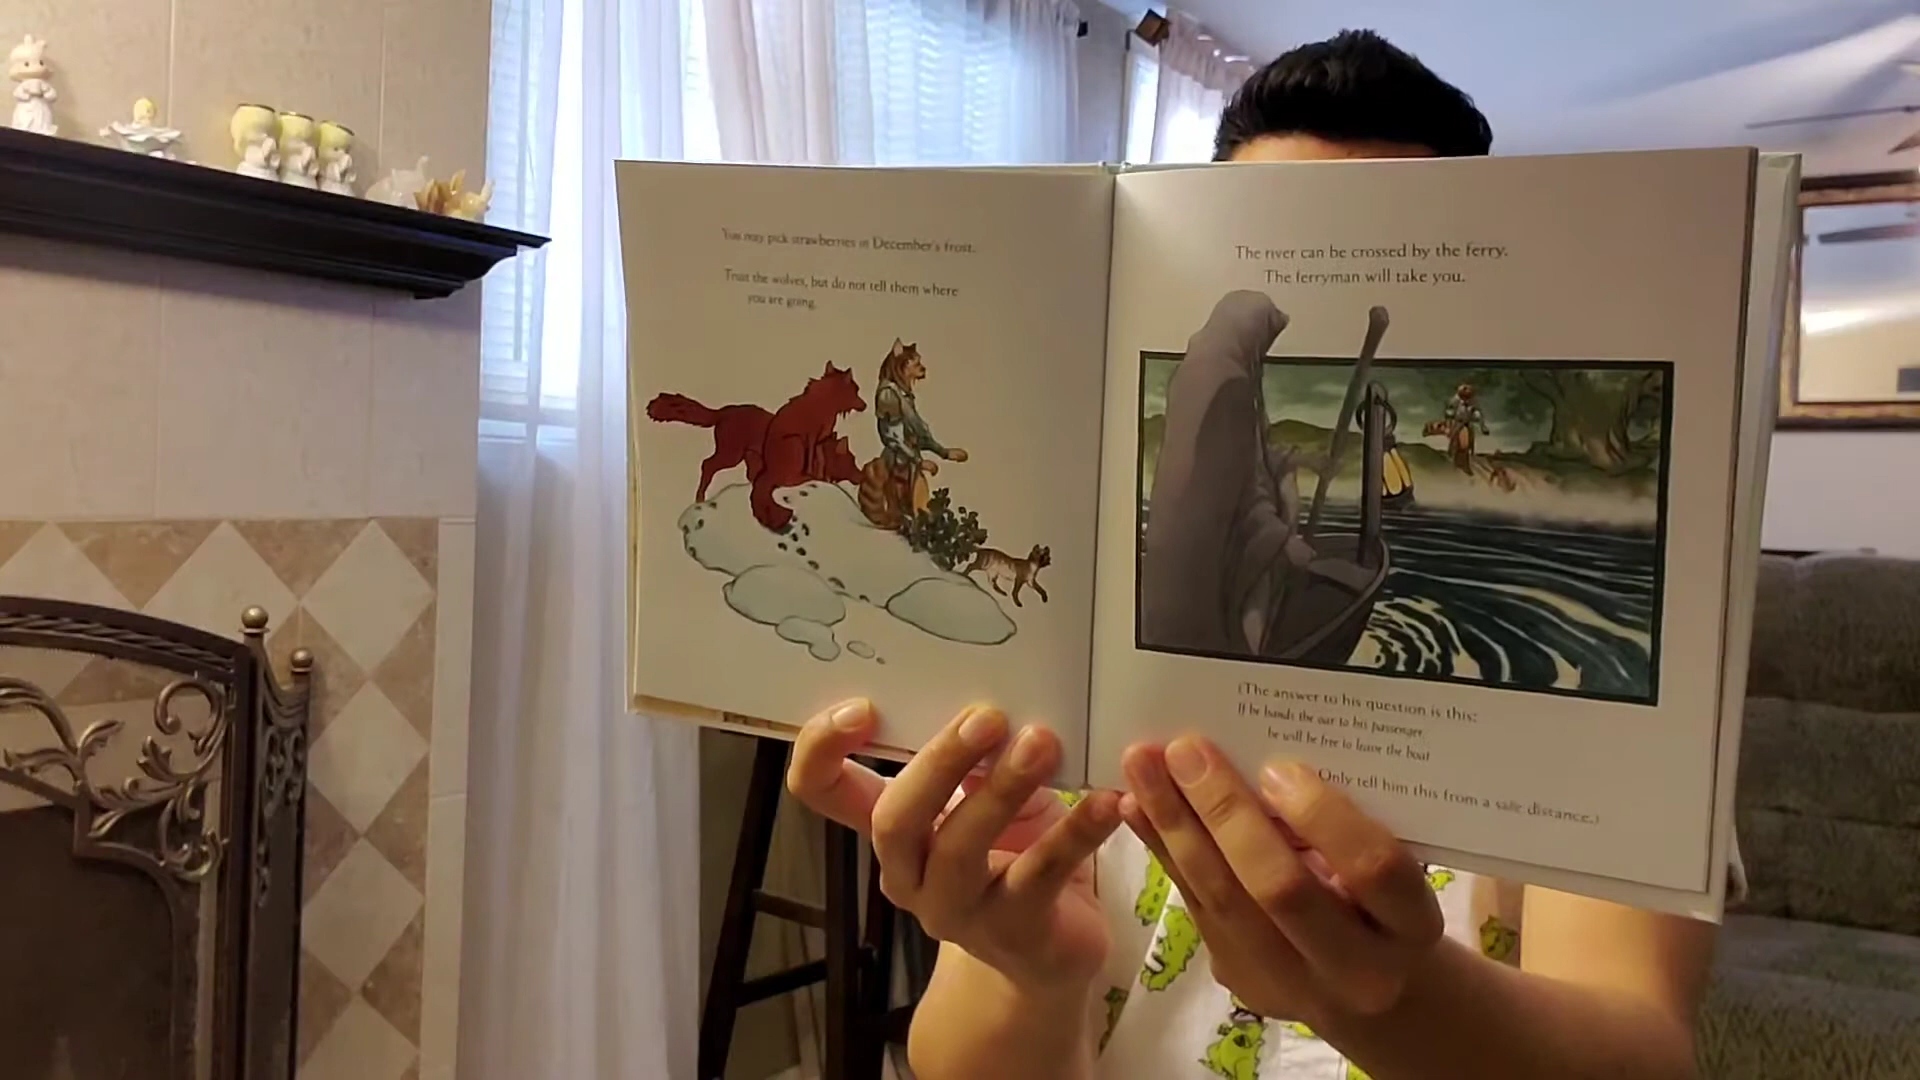 You may pick strawberries in December's frost.
Trust the wolves, but do not tell them where
you are going.
The river can be crossed by the ferry.
The ferryman will take you.
(The answer to his question is this:
If he hands the oar to his passenger,
he will be free to leave the boat
Only tell him this from a safe distance.)